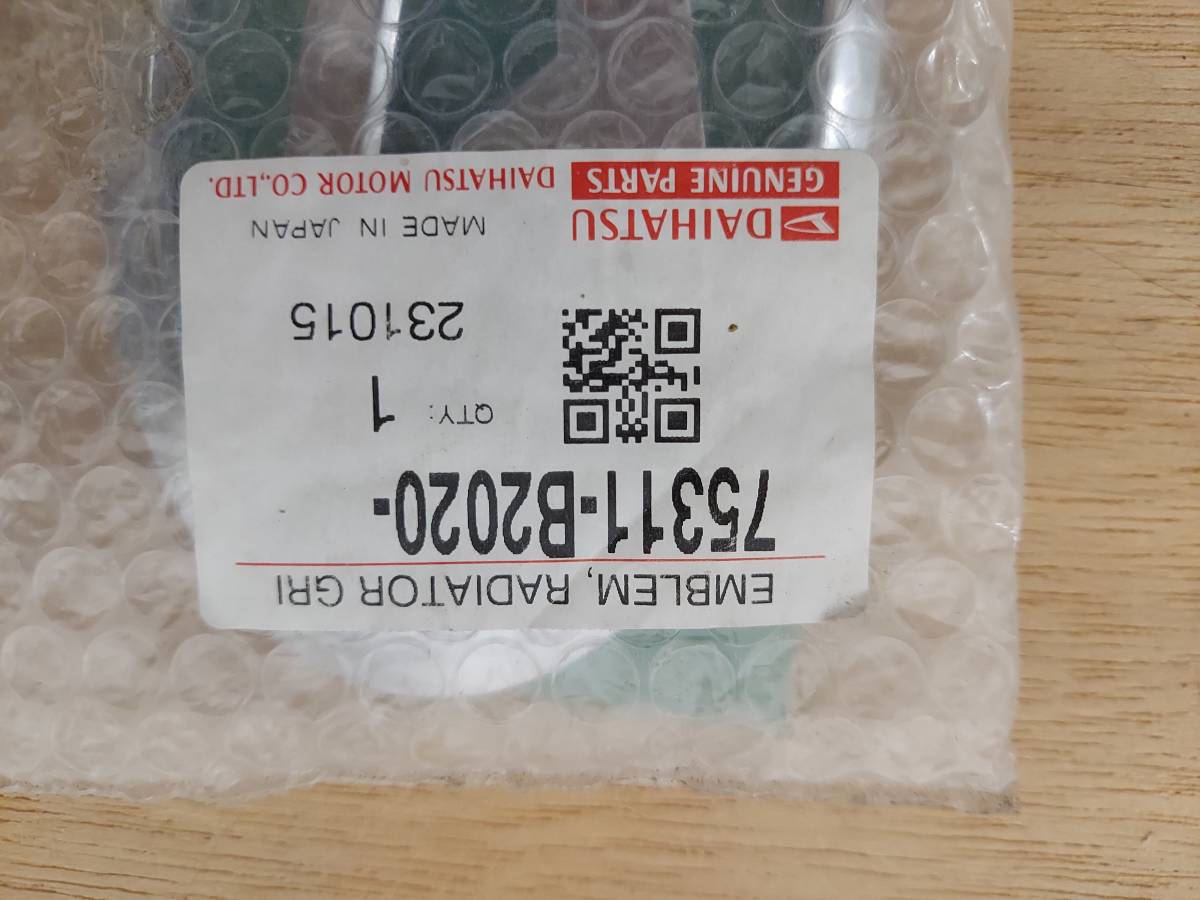 EMBLEM, RADIATOR GRI
75311-B2020-
QTY: 1
231015
DAIHATSU MADE IN JAPAN
GENUINE PARTS DAIHATSU MOTOR CO.,LTD.